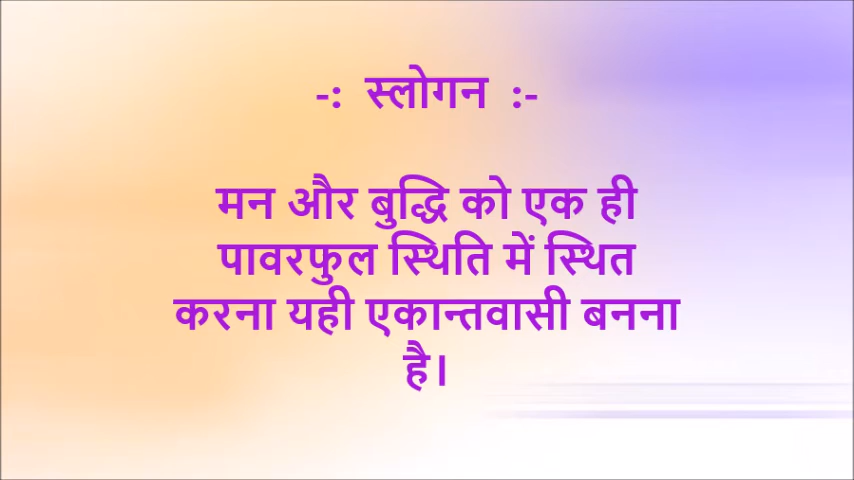 -: स्लोगन :-
मन और बुद्धि को एक ही
पावरफुल स्थिति में स्थित
करना यही एकान्तवासी बनना
है।